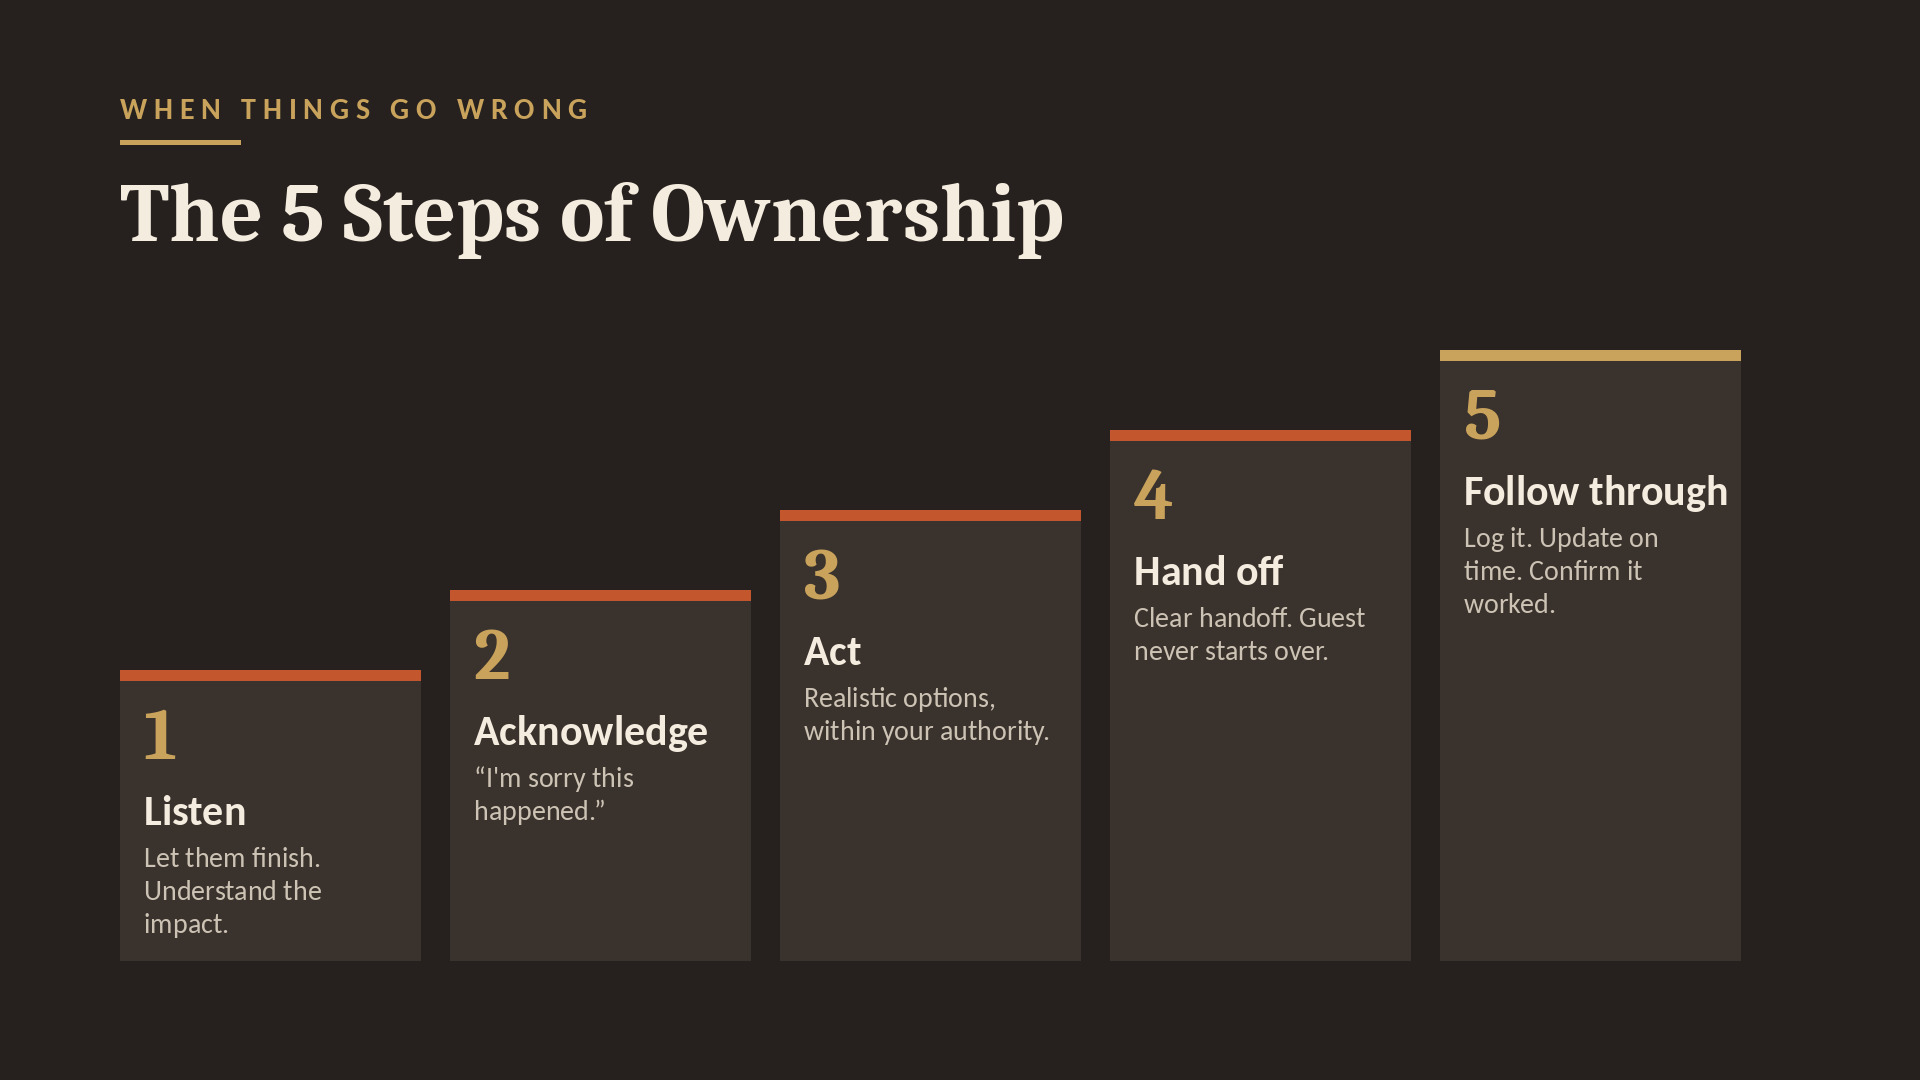 WHEN THINGS GO WRONG
The 5 Steps of Ownership
1
Listen
Let them finish.
Understand the
impact.
2
Acknowledge
“I'm sorry this
happened.”
3
Act
Realistic options,
within your authority.
4
Hand off
Clear handoff. Guest
never starts over.
5
Follow through
Log it. Update on
time. Confirm it
worked.